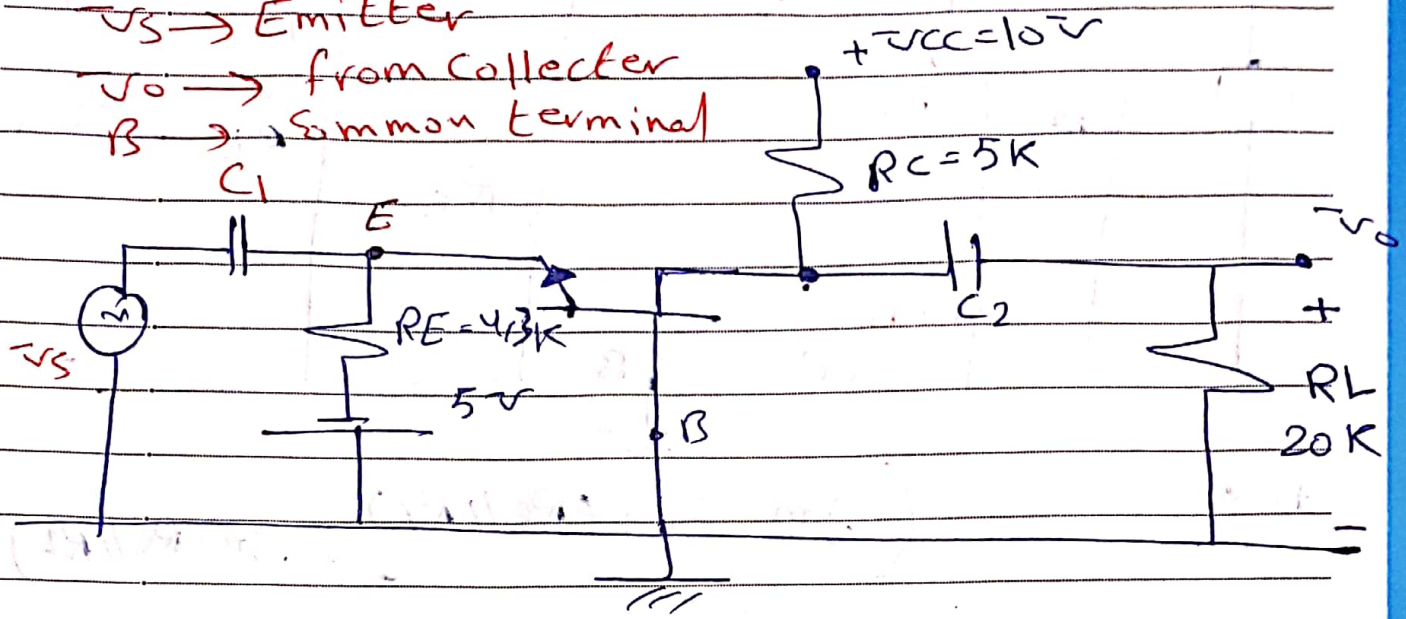 Vs → Emitter
Vo → from Collecter
B → Common terminal
+VCC=10V
RC=5K
C1
E
Vo
C2
+
RE=4,3K
Vs
5V
RL
20K
B
-